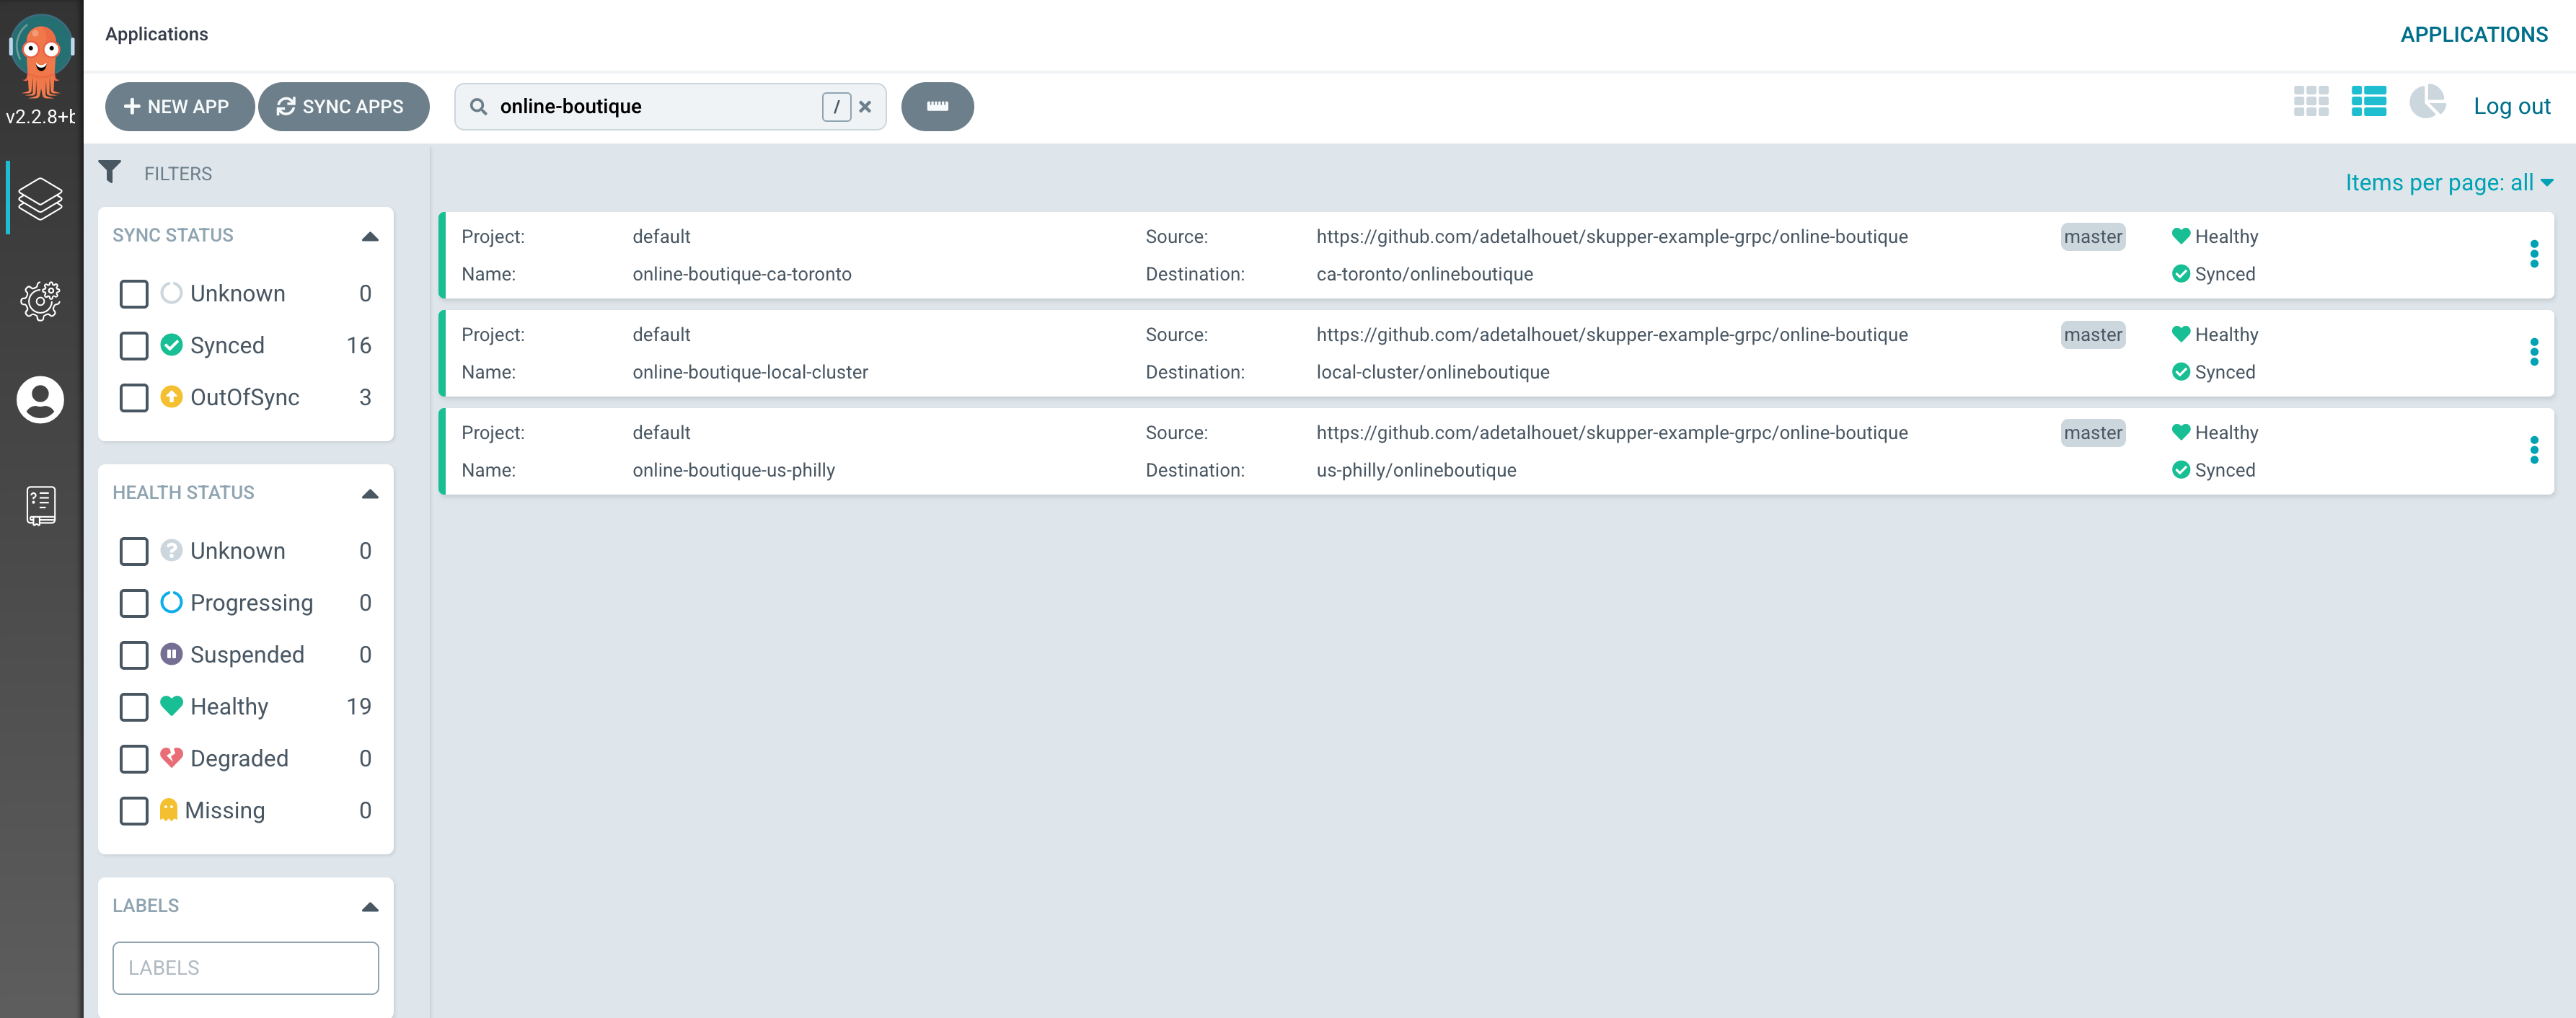 Applications
APPLICATIONS
v2.2.8+b
NEW APP
SYNC APPS
online-boutique
/
Log out
FILTERS
Items per page: all
SYNC STATUS
Unknown 0
Synced 16
OutOfSync 3
HEALTH STATUS
Unknown 0
Progressing 0
Suspended 0
Healthy 19
Degraded 0
Missing 0
LABELS
LABELS
Project: default Source: https://github.com/adetalhouet/skupper-example-grpc/online-boutique master Healthy
Name: online-boutique-ca-toronto Destination: ca-toronto/onlineboutique Synced
Project: default Source: https://github.com/adetalhouet/skupper-example-grpc/online-boutique master Healthy
Name: online-boutique-local-cluster Destination: local-cluster/onlineboutique Synced
Project: default Source: https://github.com/adetalhouet/skupper-example-grpc/online-boutique master Healthy
Name: online-boutique-us-philly Destination: us-philly/onlineboutique Synced